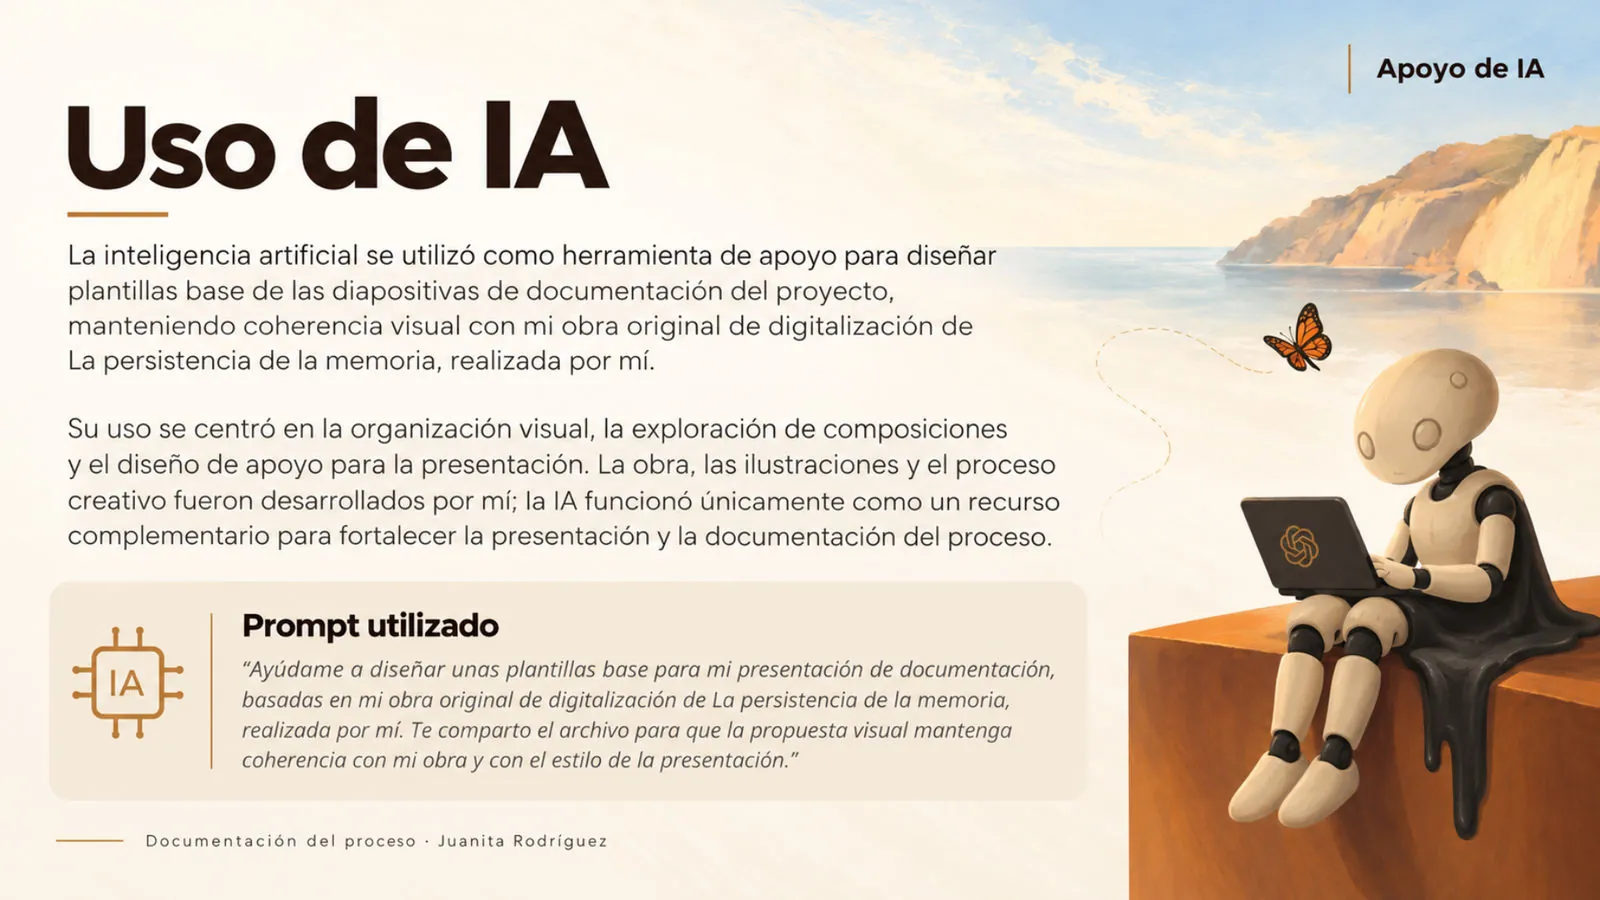 Apoyo de IA
Uso de IA
La inteligencia artificial se utilizó como herramienta de apoyo para diseñar
plantillas base de las diapositivas de documentación del proyecto,
manteniendo coherencia visual con mi obra original de digitalización de
La persistencia de la memoria, realizada por mí.
Su uso se centró en la organización visual, la exploración de composiciones
y el diseño de apoyo para la presentación. La obra, las ilustraciones y el proceso
creativo fueron desarrollados por mí; la IA funcionó únicamente como un recurso
complementario para fortalecer la presentación y la documentación del proceso.
IA
Prompt utilizado
“Ayúdame a diseñar unas plantillas base para mi presentación de documentación,
basadas en mi obra original de digitalización de La persistencia de la memoria,
realizada por mí. Te comparto el archivo para que la propuesta visual mantenga
coherencia con mi obra y con el estilo de la presentación.”
Documentación del proceso · Juanita Rodríguez